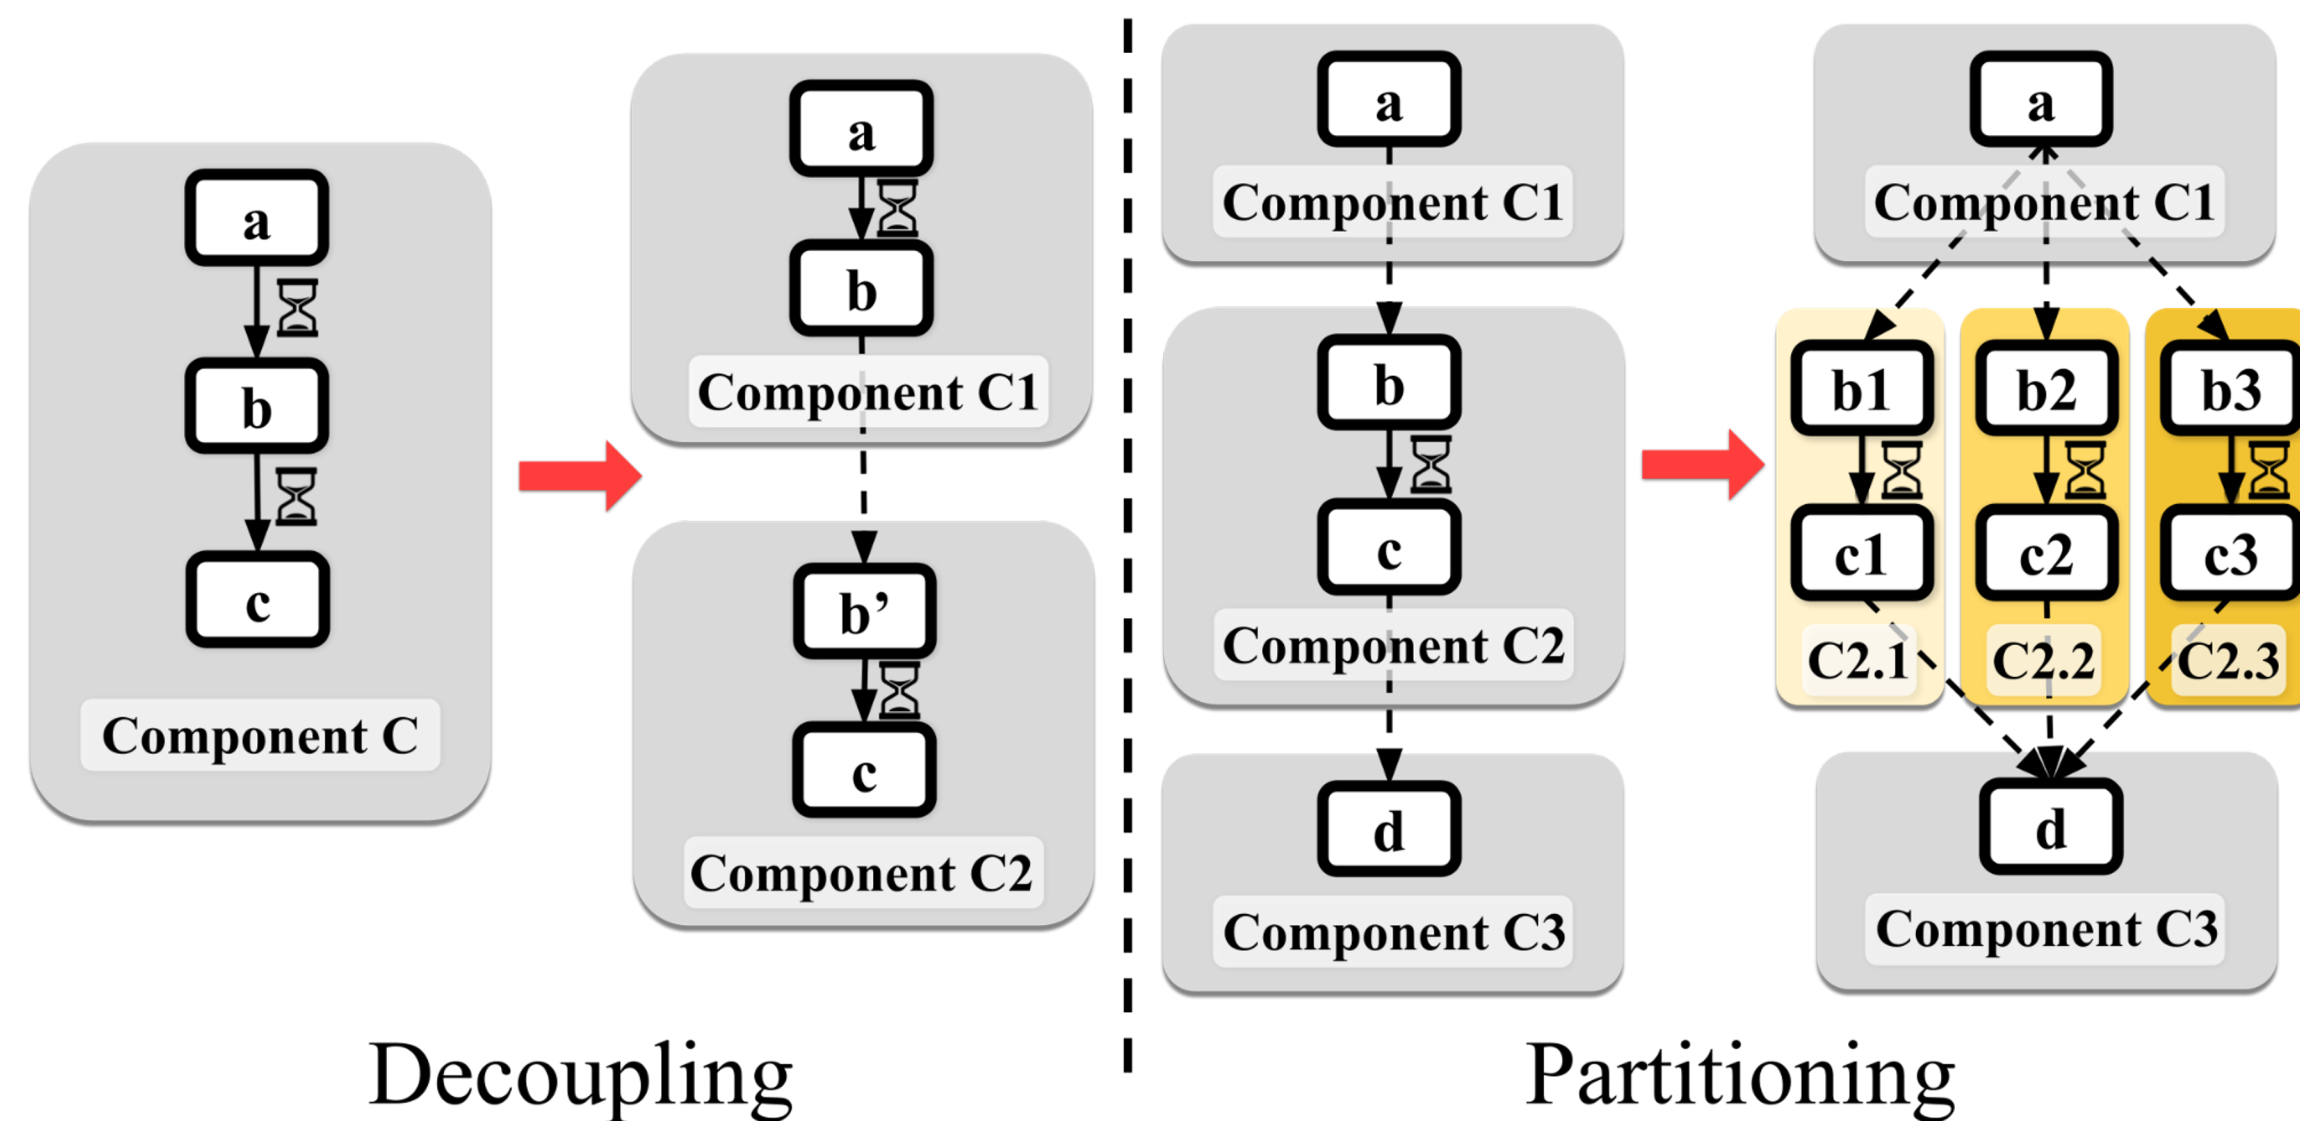 a
b
c
Component C
a
b
Component C1
b’
c
Component C2
Decoupling
a
Component C1
b
c
Component C2
d
Component C3
a
Component C1
b1 b2 b3
c1 c2 c3
C2.1 C2.2 C2.3
d
Component C3
Partitioning